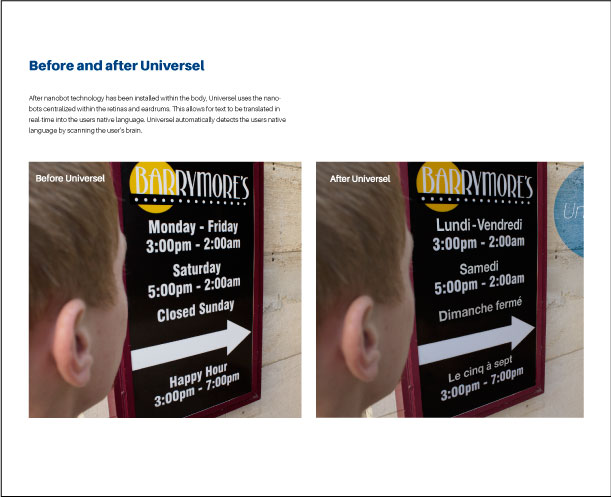 Before and after Universel
After nanobot technology has been installed within the body, Universel uses the nano-
bots centralized within the retinas and eardrums. This allows for text to be translated in
real time into the users native language. Universel automatically detects the users native
language by scanning the user's brain.
Before Universel
BARRYMORE'S
Monday - Friday
3:00pm - 2:00am
Saturday
5:00pm - 2:00am
Closed Sunday
Happy Hour
3:00pm - 7:00pm
After Universel
BARRYMORE'S
Lundi-Vendredi
3:00pm - 2:00am
Samedi
5:00pm - 2:00am
Dimanche fermé
Le cinq à sept
3:00pm - 7:00pm